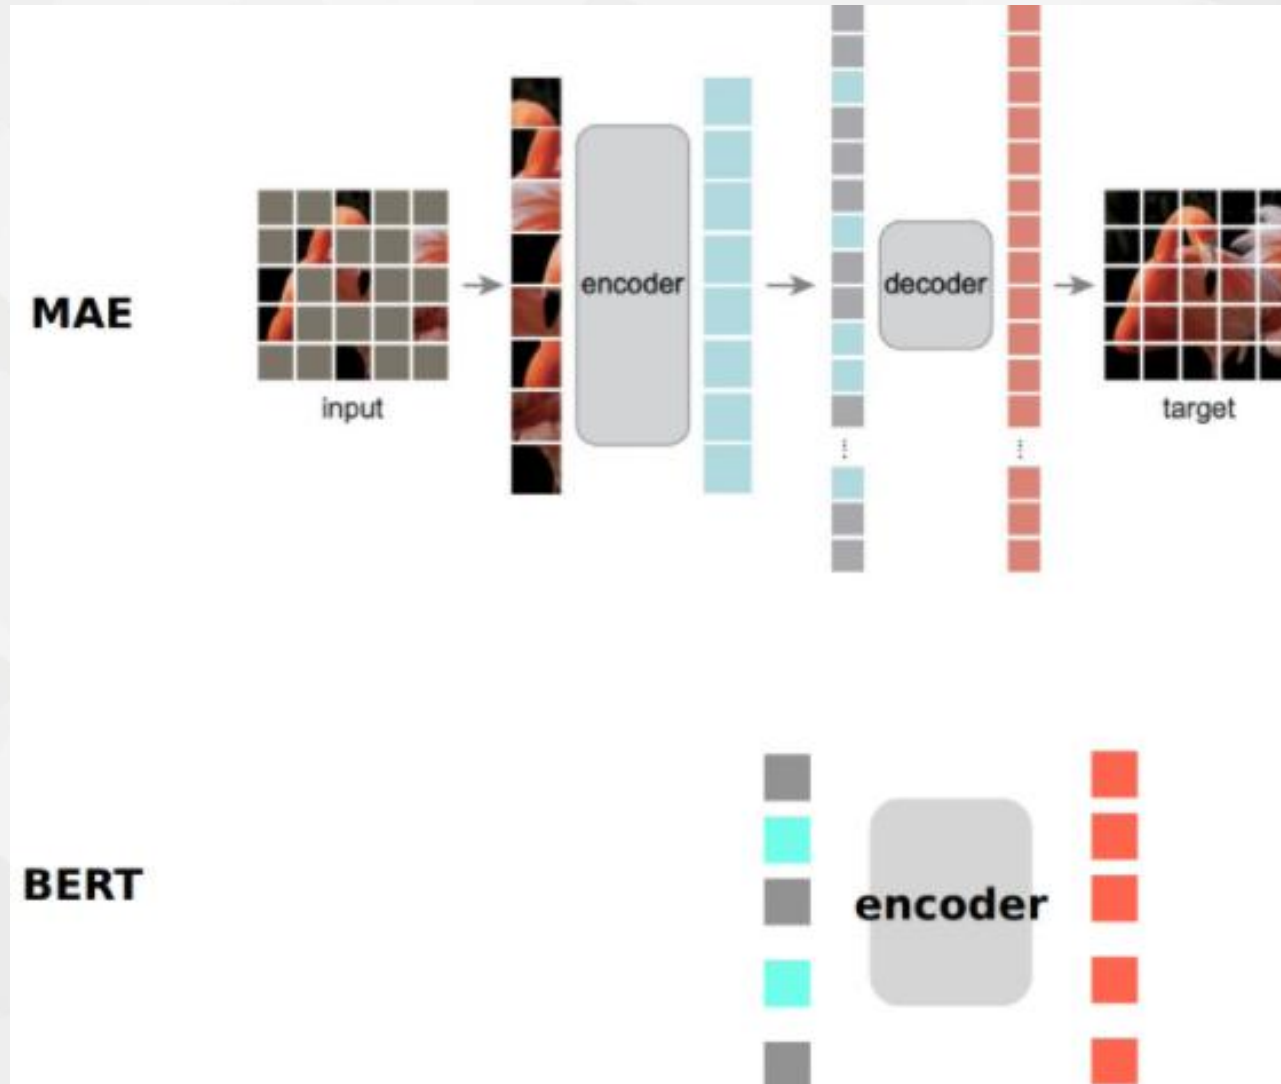 MAE
input
encoder
decoder
target
BERT
encoder